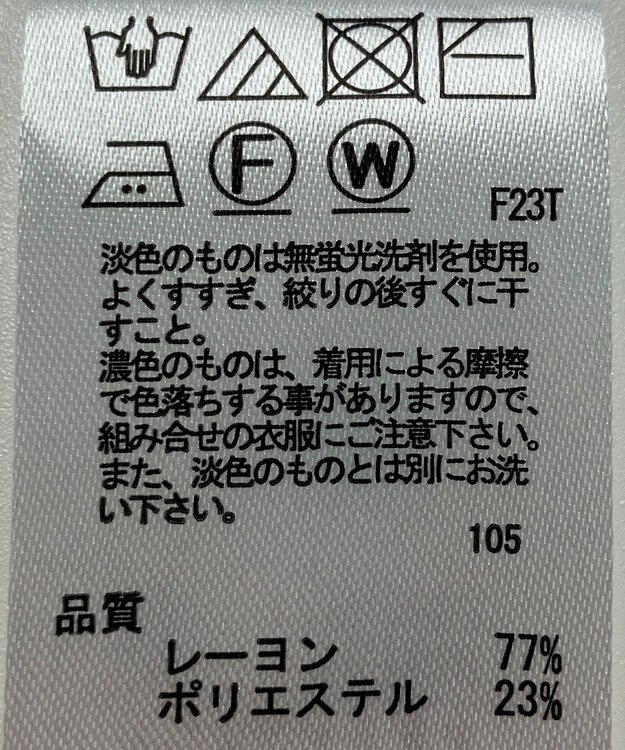 F
W
F23T
淡色のものは無蛍光洗剤を使用。
よくすすぎ、絞りの後すぐに干
すこと。
濃色のものは、着用による摩擦
で色落ちする事がありますので、
組み合せの衣服にご注意下さい。
また、淡色のものとは別にお洗
い下さい。
105
品質
レーヨン 77%
ポリエステル 23%